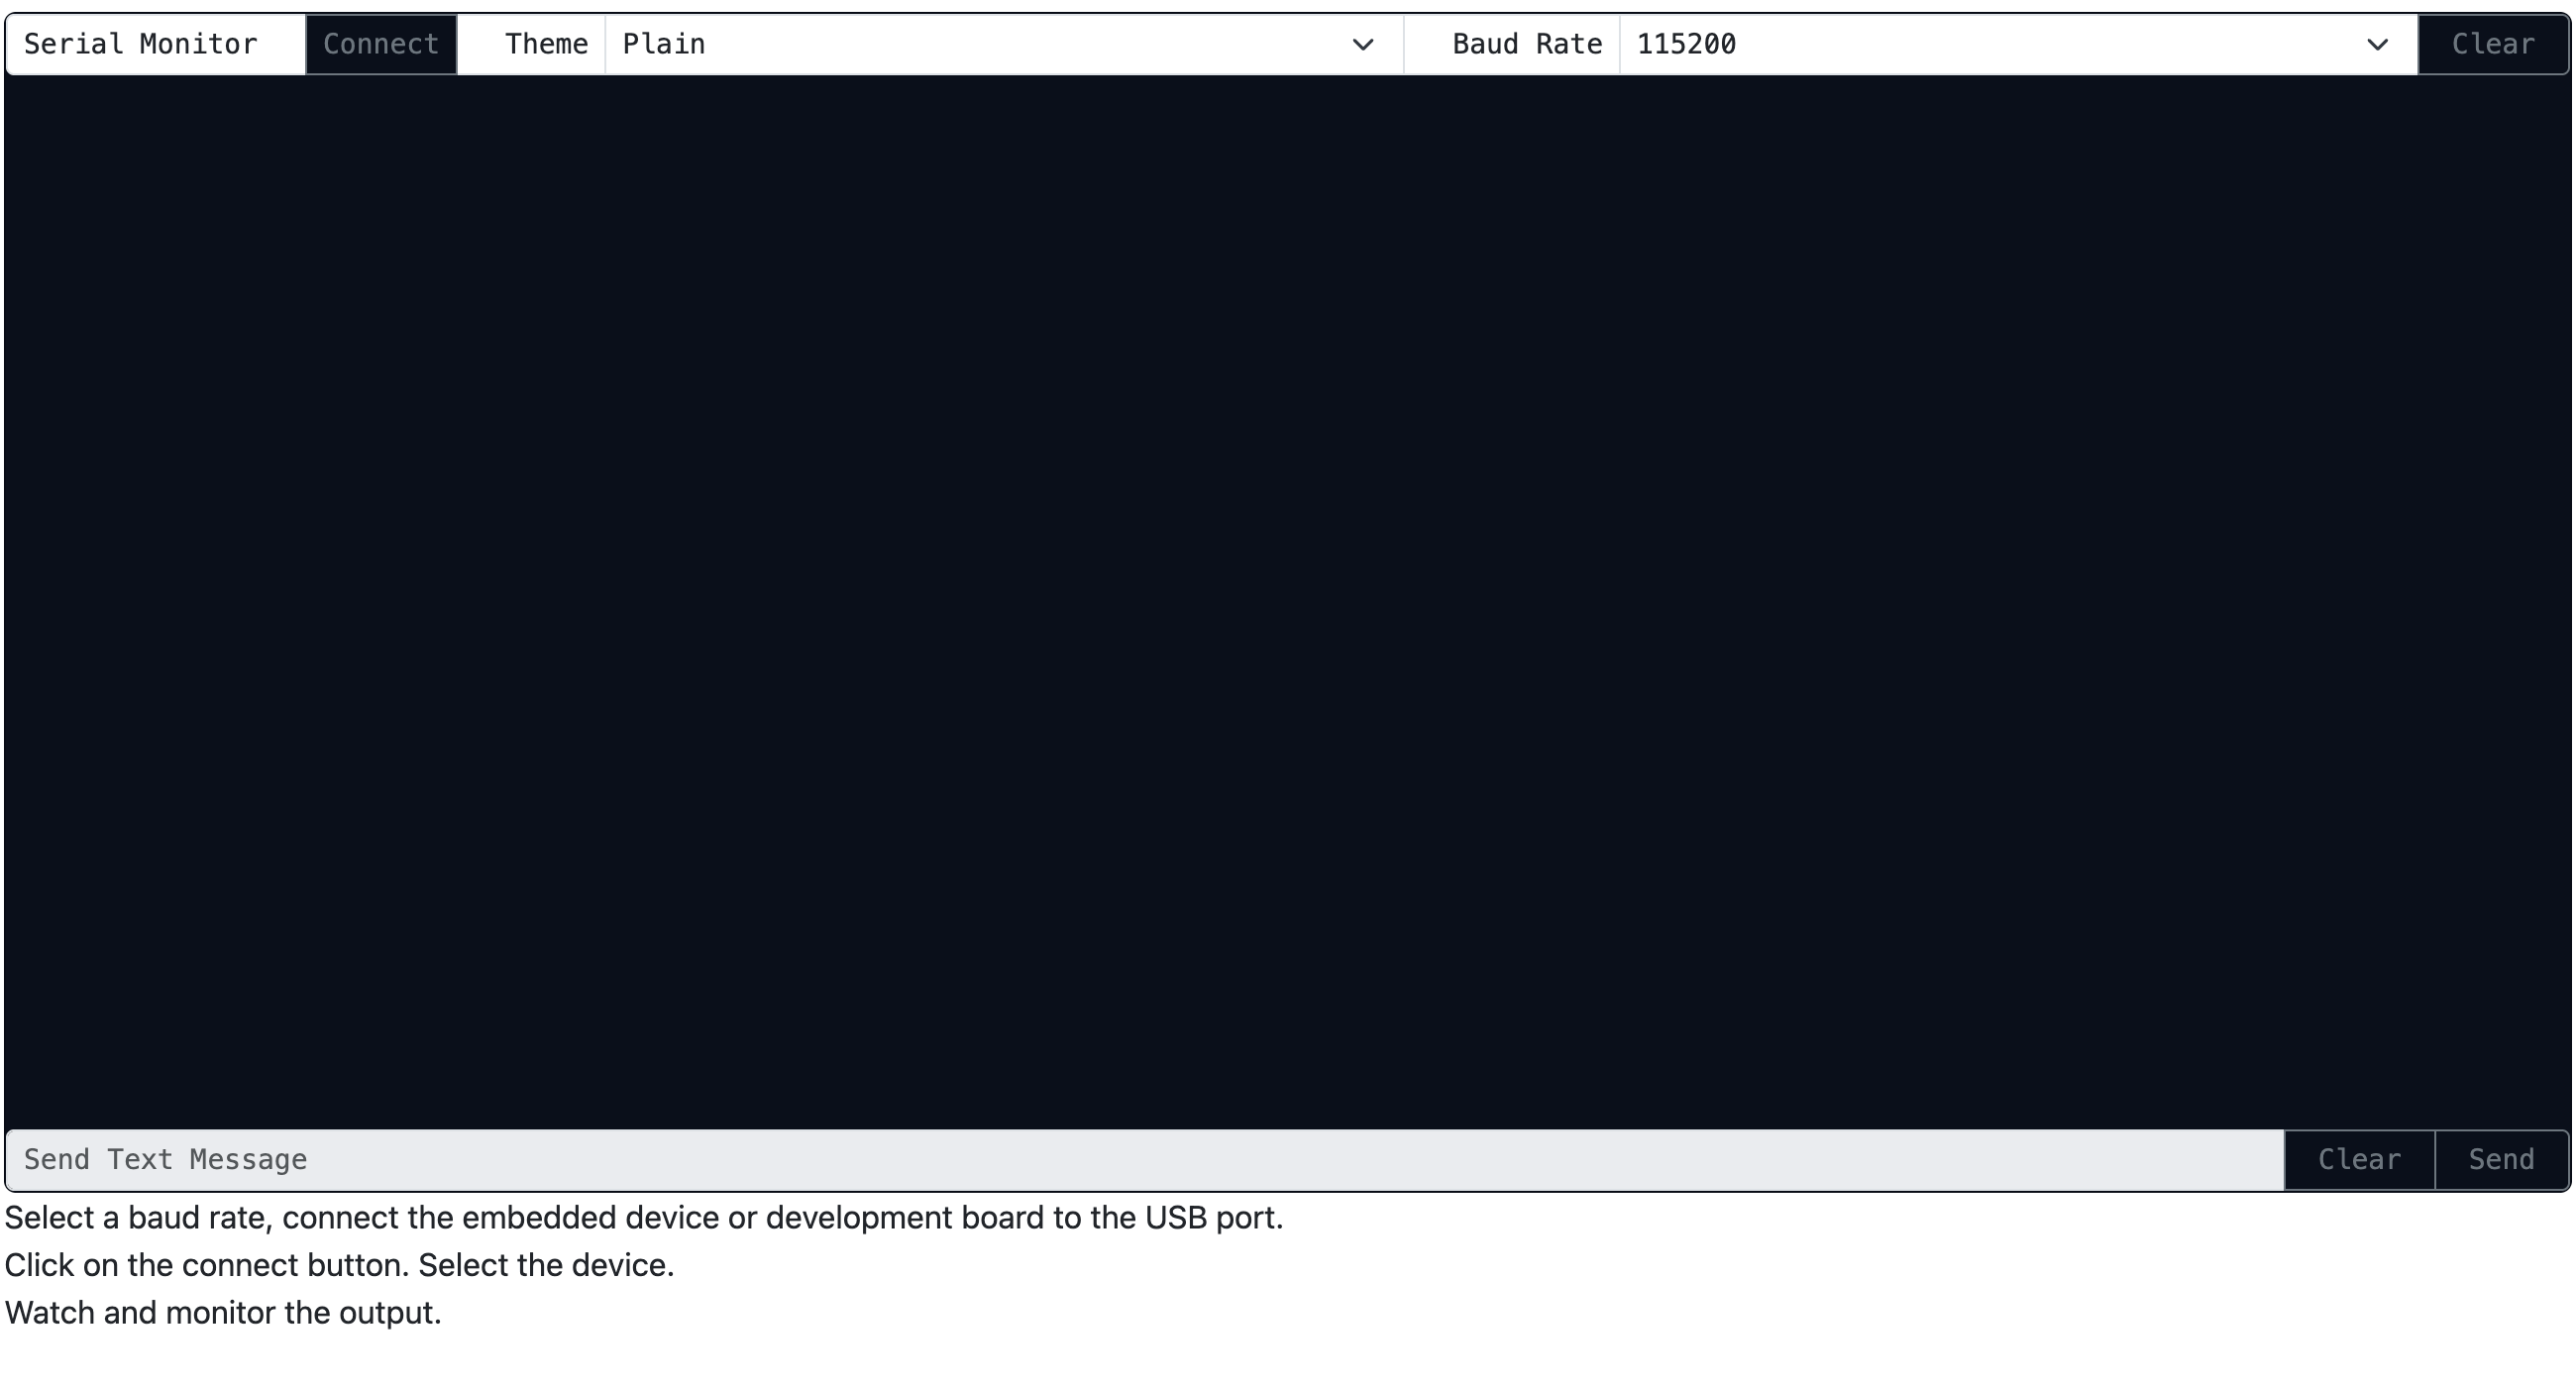 Serial Monitor Connect Theme Plain Baud Rate 115200 Clear
Send Text Message Clear Send
Select a baud rate, connect the embedded device or development board to the USB port.
Click on the connect button. Select the device.
Watch and monitor the output.